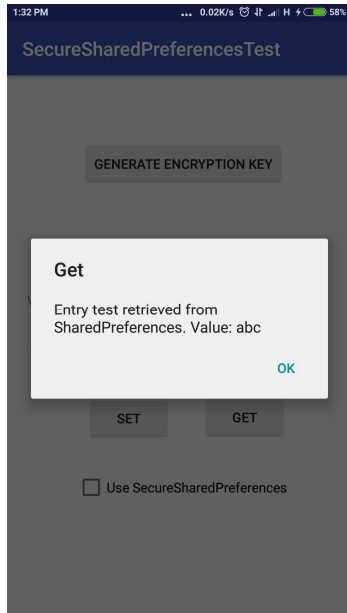 1:32 PM ... 0.02K/s H 58%
SecureSharedPreferencesTest
GENERATE ENCRYPTION KEY
Get
Entry test retrieved from
SharedPreferences. Value: abc
OK
SET GET
Use SecureSharedPreferences